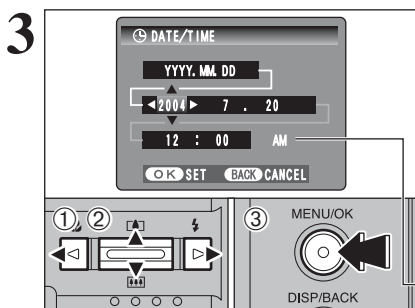 3
DATE/TIME
YYYY. MM. DD
2004 7 . 20
12 : 00 AM
OK SET BACK CANCEL
① ②
③
MENU/OK
DISP/BACK